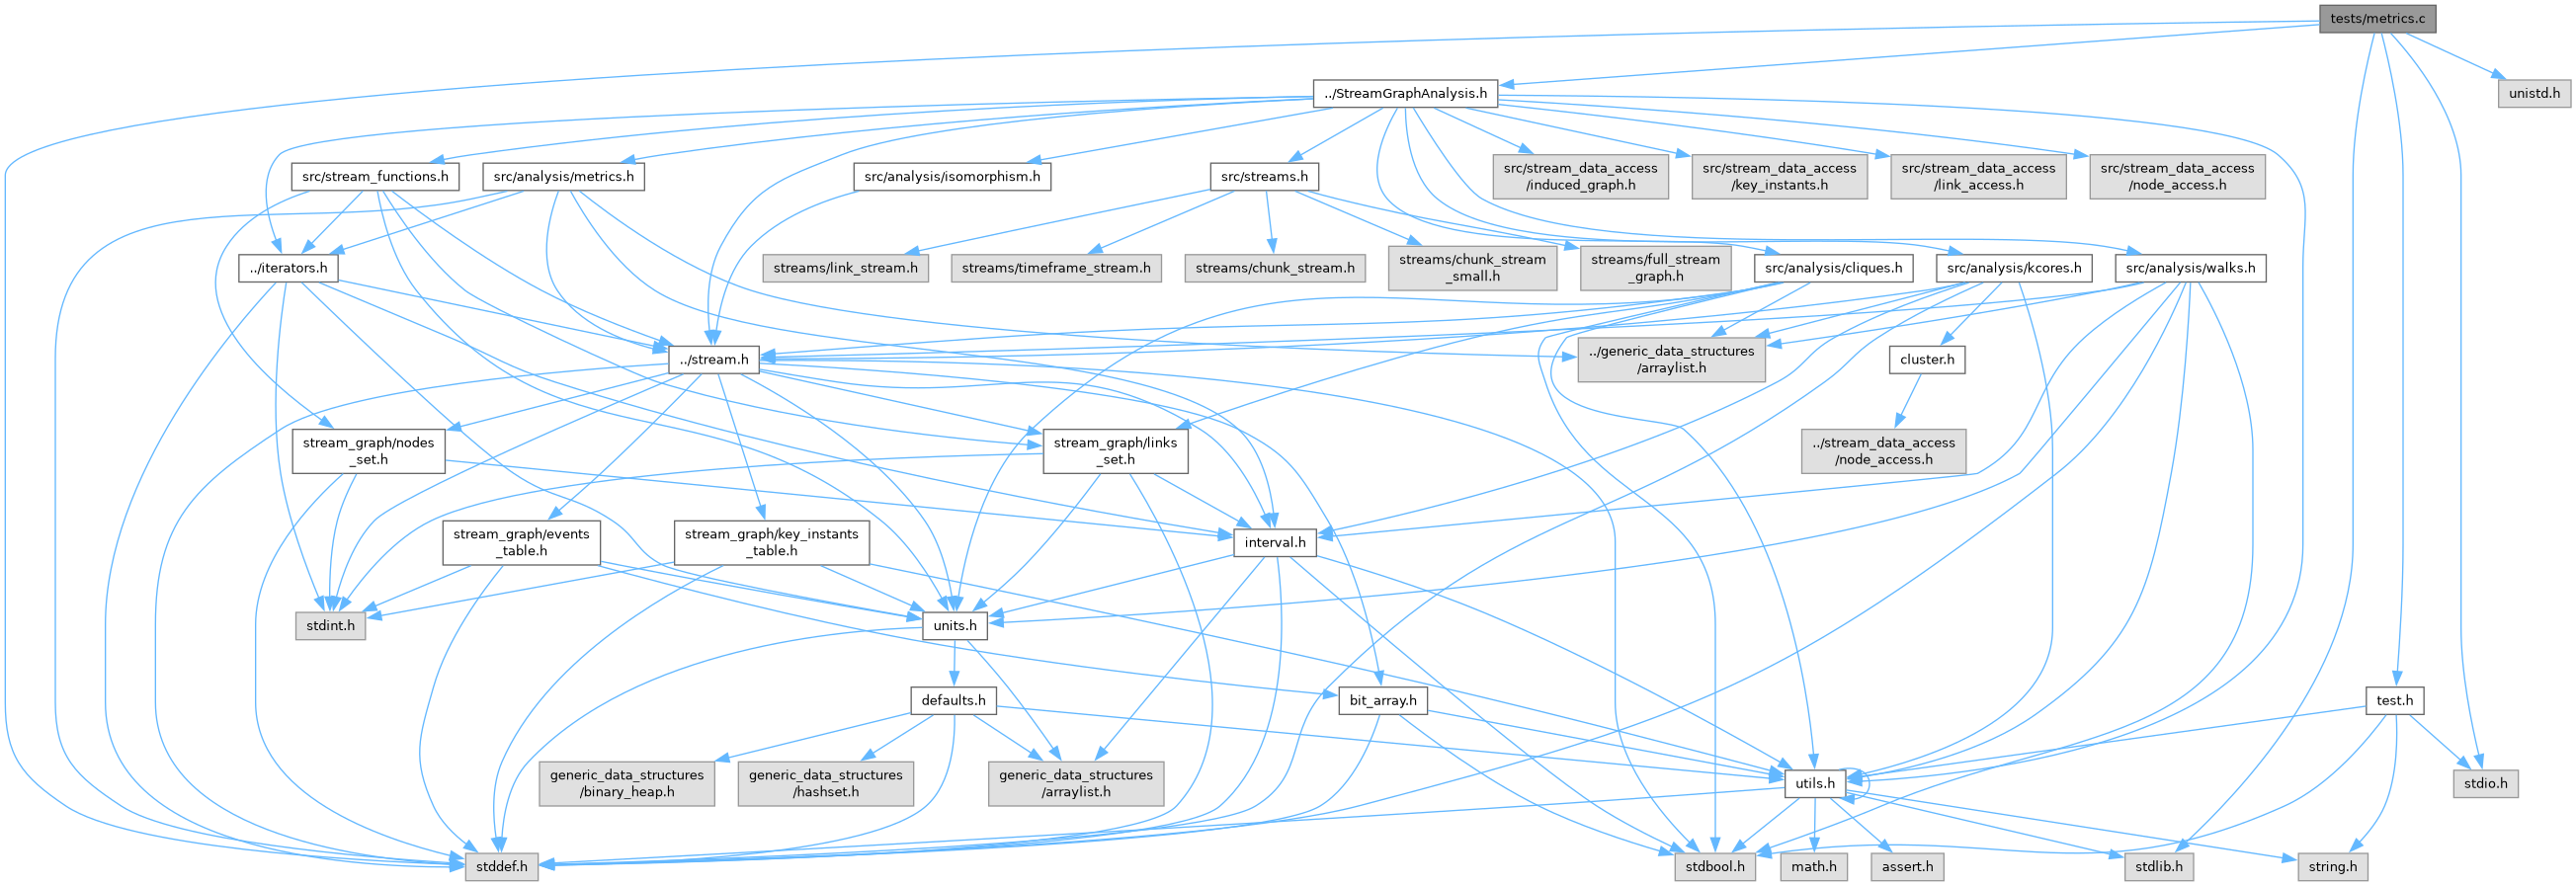 tests/metrics.c
../StreamGraphAnalysis.h
unistd.h
src/stream_functions.h
src/analysis/metrics.h
src/analysis/isomorphism.h
src/streams.h
src/stream_data_access
/induced_graph.h
src/stream_data_access
/key_instants.h
src/stream_data_access
/link_access.h
src/stream_data_access
/node_access.h
../iterators.h
streams/link_stream.h
streams/timeframe_stream.h
streams/chunk_stream.h
streams/chunk_stream
_small.h
streams/full_stream
_graph.h
src/analysis/cliques.h
src/analysis/kcores.h
src/analysis/walks.h
../stream.h
../generic_data_structures
/arraylist.h
cluster.h
stream_graph/nodes
_set.h
stream_graph/links
_set.h
../stream_data_access
/node_access.h
stream_graph/events
_table.h
stream_graph/key_instants
_table.h
interval.h
stdint.h
units.h
defaults.h
bit_array.h
test.h
generic_data_structures
/binary_heap.h
generic_data_structures
/hashset.h
generic_data_structures
/arraylist.h
utils.h
stdio.h
stddef.h
stdbool.h
math.h
assert.h
stdlib.h
string.h